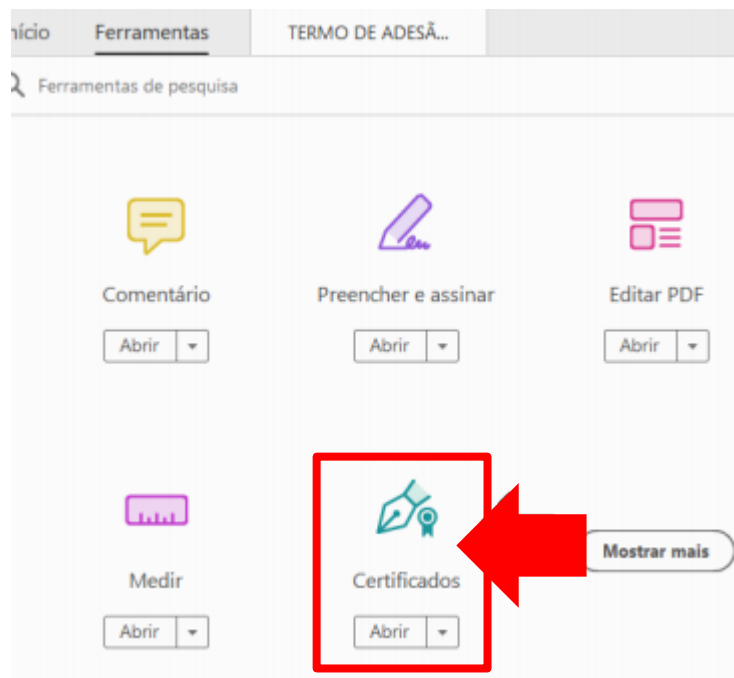 nício Ferramentas TERMO DE ADESÃ...
Ferramentas de pesquisa
Comentário Preencher e assinar Editar PDF
Abrir Abrir Abrir
Mostrar mais
Medir Certificados
Abrir Abrir